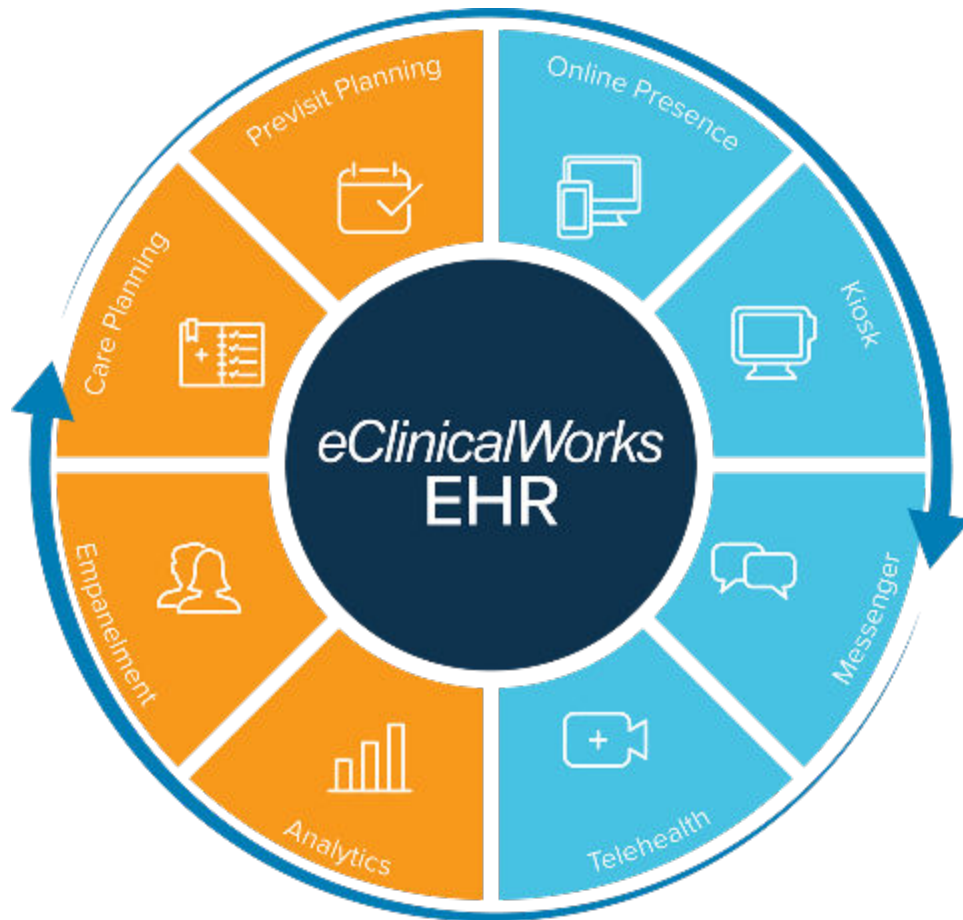 Previsit Planning
Online Presence
Care Planning
Kiosk
eClinicalWorks
EHR
Empanelment
Messenger
Analytics
Telehealth